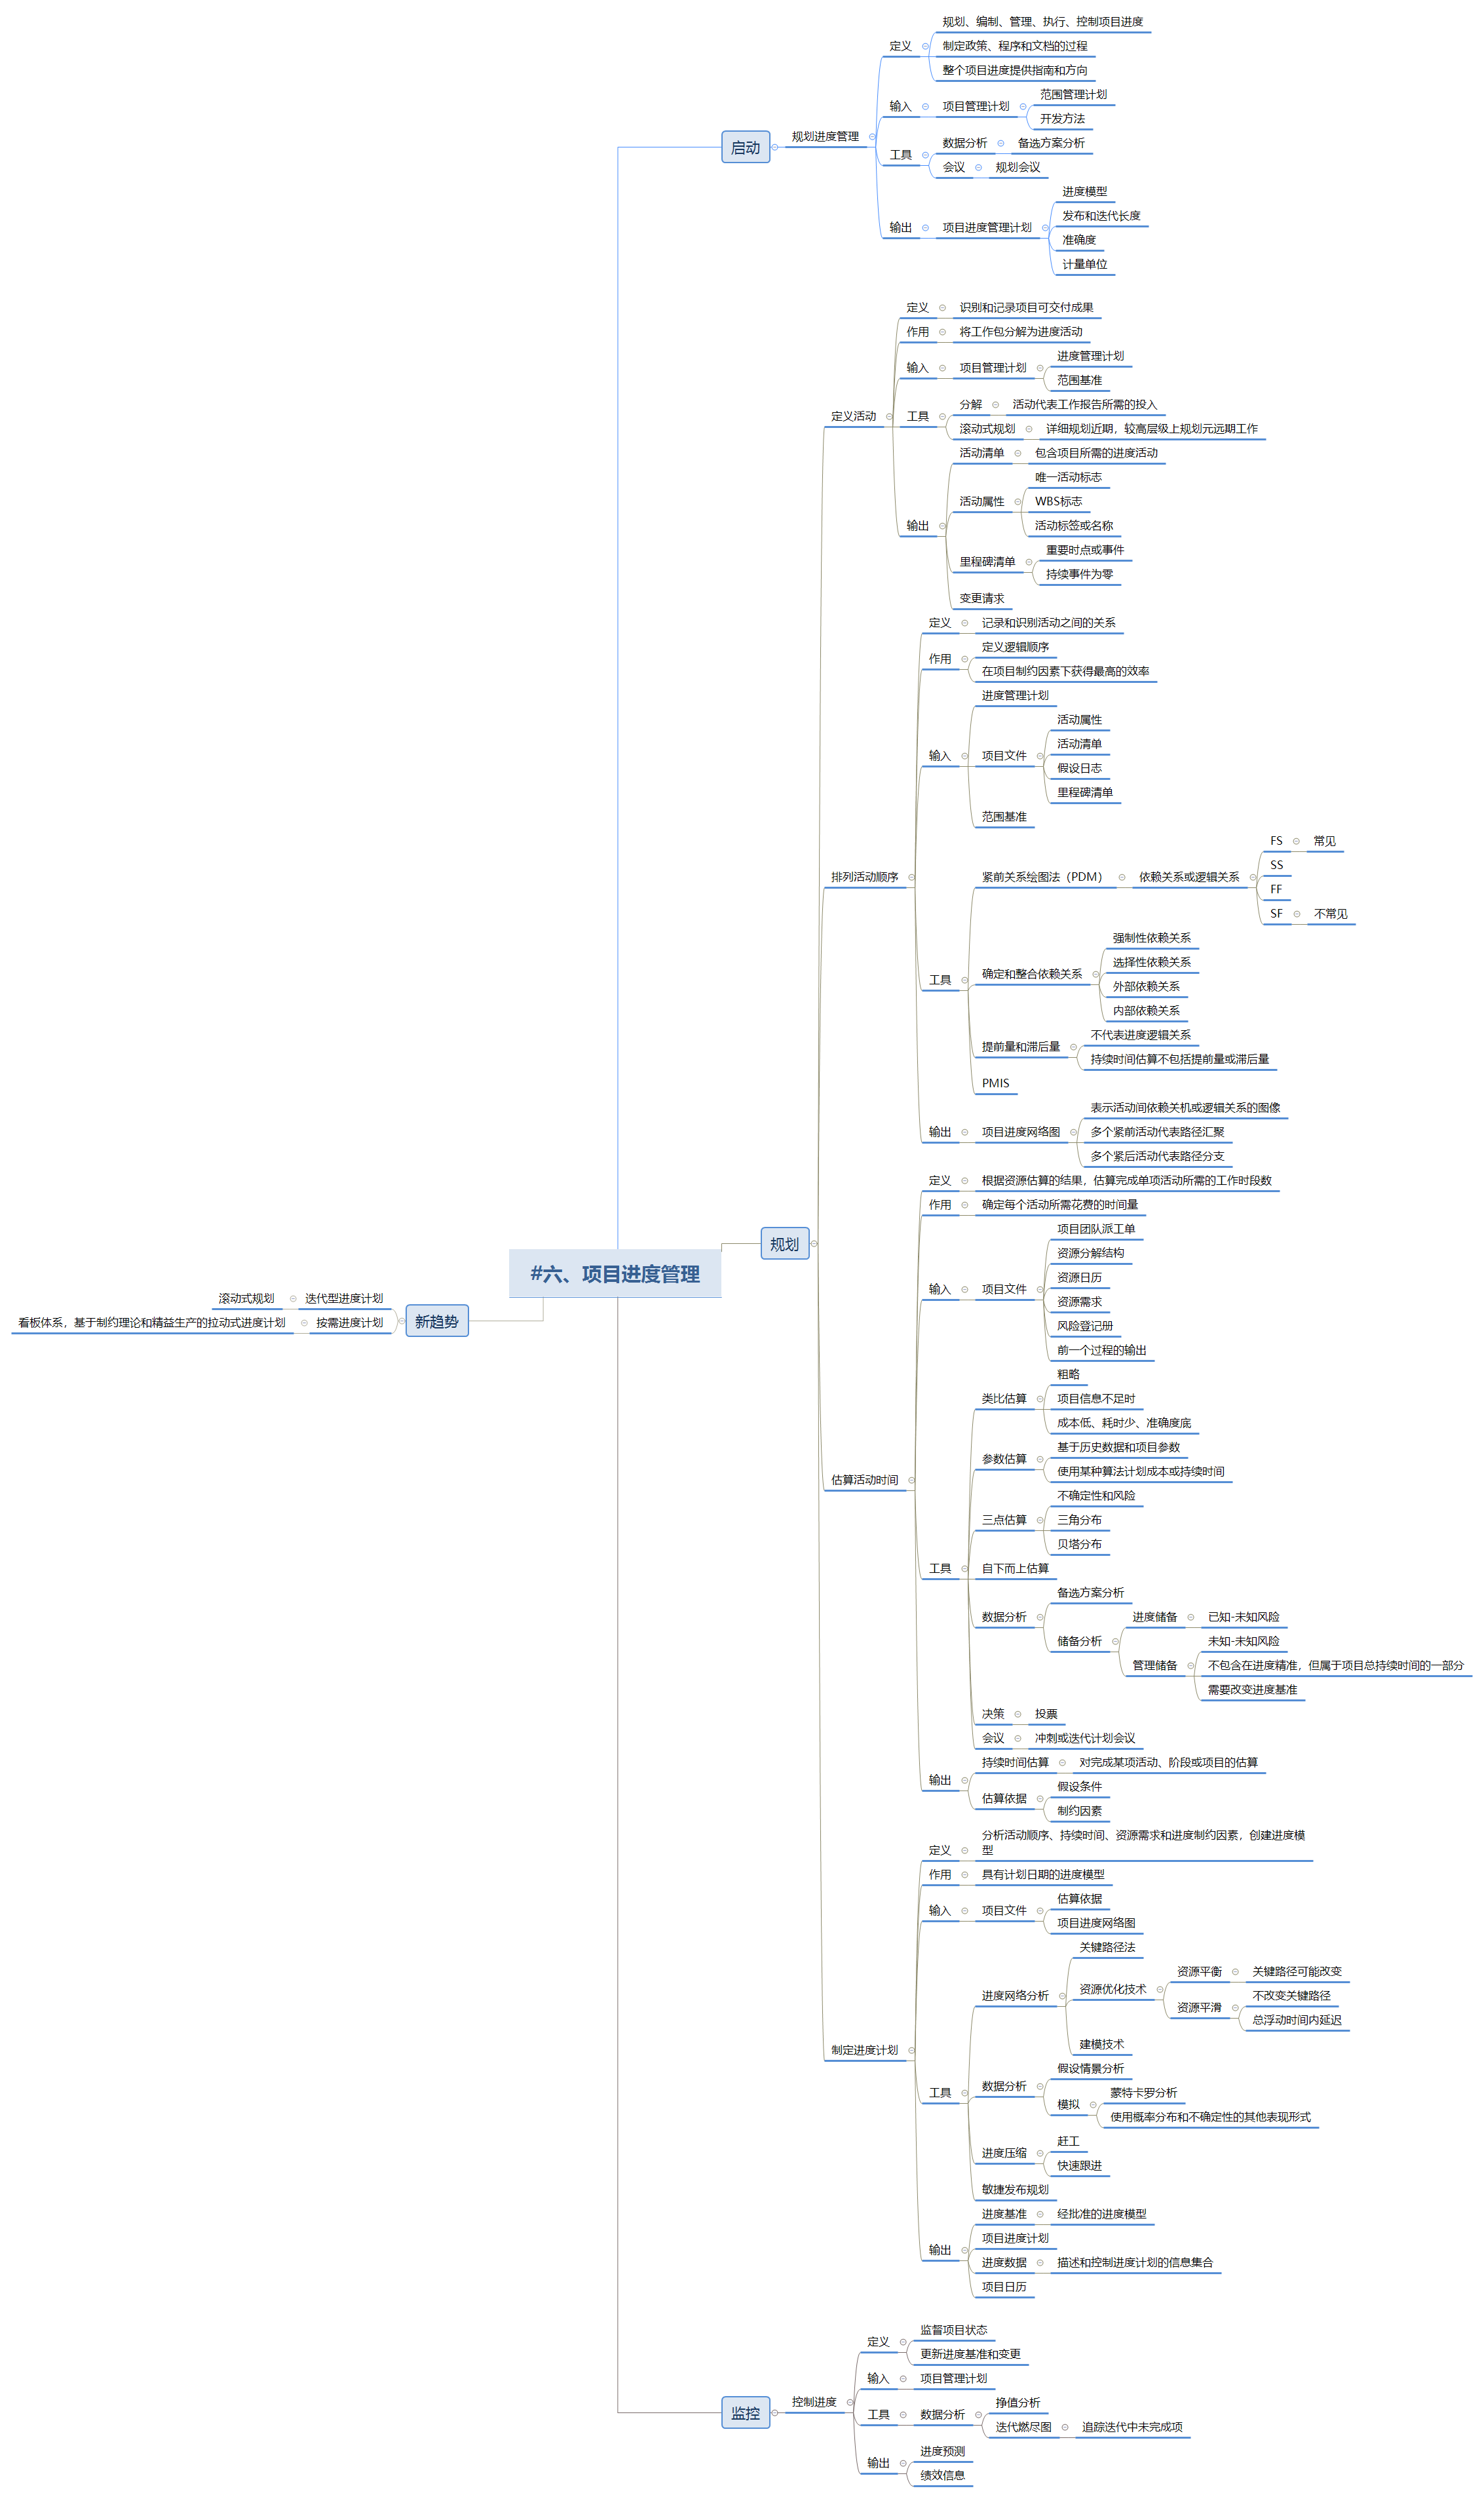 #六、项目进度管理
启动
规划进度管理
定义
规划、编制、管理、执行、控制项目进度
制定政策、程序和文档的过程
整个项目进度提供指南和方向
输入
项目管理计划
范围管理计划
开发方法
工具
数据分析
备选方案分析
会议
规划会议
输出
项目进度管理计划
进度模型
发布和迭代长度
准确度
计量单位
规划
定义活动
定义
识别和记录项目可交付成果
作用
将工作包分解为进度活动
输入
项目管理计划
进度管理计划
范围基准
工具
分解
活动代表工作报告所需的投入
滚动式规划
详细规划近期，较高层级上规划元远期工作
输出
活动清单
包含项目所需的进度活动
活动属性
唯一活动标志
WBS标志
活动标签或名称
里程碑清单
重要时点或事件
持续事件为零
变更请求
排列活动顺序
定义
记录和识别活动之间的关系
作用
定义逻辑顺序
在项目制约因素下获得最高的效率
输入
进度管理计划
项目文件
活动属性
活动清单
假设日志
里程碑清单
范围基准
工具
紧前关系绘图法（PDM）
依赖关系或逻辑关系
FS
常见
SS
FF
SF
不常见
确定和整合依赖关系
强制性依赖关系
选择性依赖关系
外部依赖关系
内部依赖关系
提前量和滞后量
不代表进度逻辑关系
持续时间估算不包括提前量或滞后量
PMIS
输出
项目进度网络图
表示活动间依赖关机或逻辑关系的图像
多个紧前活动代表路径汇聚
多个紧后活动代表路径分支
估算活动时间
定义
根据资源估算的结果，估算完成单项活动所需的工作时段数
作用
确定每个活动所需花费的时间量
输入
项目文件
项目团队派工单
资源分解结构
资源日历
资源需求
风险登记册
前一个过程的输出
工具
类比估算
粗略
项目信息不足时
成本低、耗时少、准确度底
参数估算
基于历史数据和项目参数
使用某种算法计划成本或持续时间
三点估算
不确定性和风险
三角分布
贝塔分布
自下而上估算
数据分析
备选方案分析
储备分析
进度储备
已知-未知风险
管理储备
未知-未知风险
不包含在进度精准，但属于项目总持续时间的一部分
需要改变进度基准
决策
投票
会议
冲刺或迭代计划会议
输出
持续时间估算
对完成某项活动、阶段或项目的估算
估算依据
假设条件
制约因素
制定进度计划
定义
分析活动顺序、持续时间、资源需求和进度制约因素，创建进度模
型
作用
具有计划日期的进度模型
输入
项目文件
估算依据
项目进度网络图
工具
进度网络分析
关键路径法
资源优化技术
资源平衡
关键路径可能改变
资源平滑
不改变关键路径
总浮动时间内延迟
建模技术
数据分析
假设情景分析
模拟
蒙特卡罗分析
使用概率分布和不确定性的其他表现形式
进度压缩
赶工
快速跟进
敏捷发布规划
输出
进度基准
经批准的进度模型
项目进度计划
进度数据
描述和控制进度计划的信息集合
项目日历
监控
控制进度
定义
监督项目状态
更新进度基准和变更
输入
项目管理计划
工具
数据分析
挣值分析
迭代燃尽图
追踪迭代中未完成项
输出
进度预测
绩效信息
新趋势
迭代型进度计划
滚动式规划
按需进度计划
看板体系，基于制约理论和精益生产的拉动式进度计划